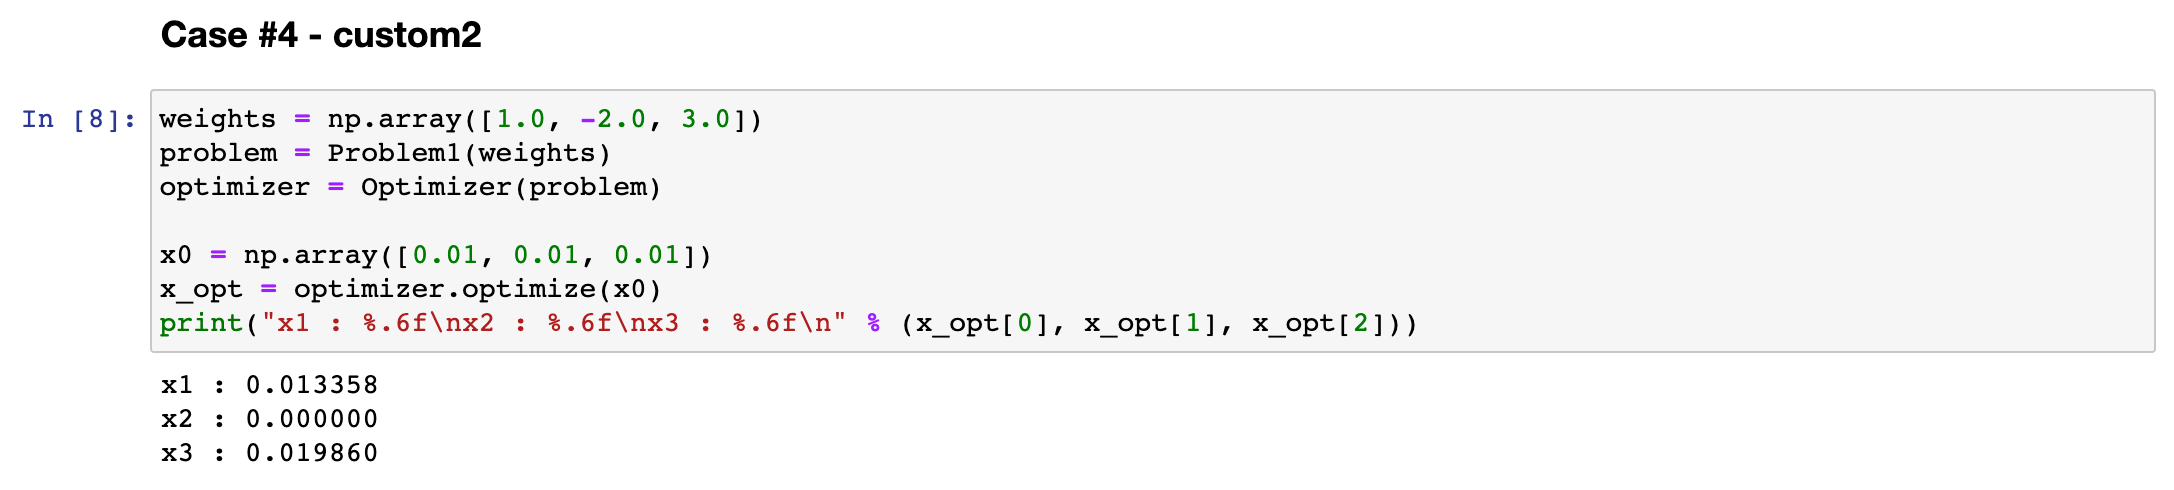 Case #4 - custom2
In [8]: weights = np.array([1.0, -2.0, 3.0])
problem = Problem1(weights)
optimizer = Optimizer(problem)
x0 = np.array([0.01, 0.01, 0.01])
x_opt = optimizer.optimize(x0)
print("x1 : %.6f\nx2 : %.6f\nx3 : %.6f\n" % (x_opt[0], x_opt[1], x_opt[2]))
x1 : 0.013358
x2 : 0.000000
x3 : 0.019860